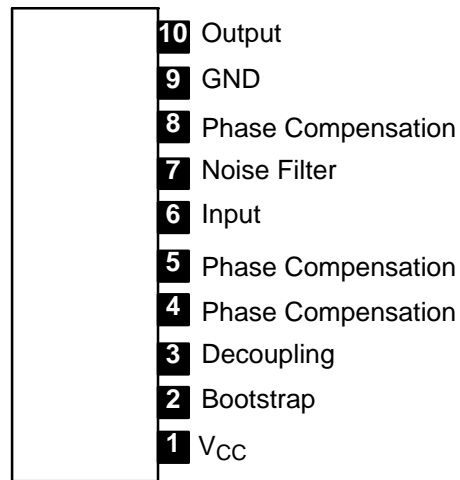 10 Output
9 GND
8 Phase Compensation
7 Noise Filter
6 Input
5 Phase Compensation
4 Phase Compensation
3 Decoupling
2 Bootstrap
1 VCC